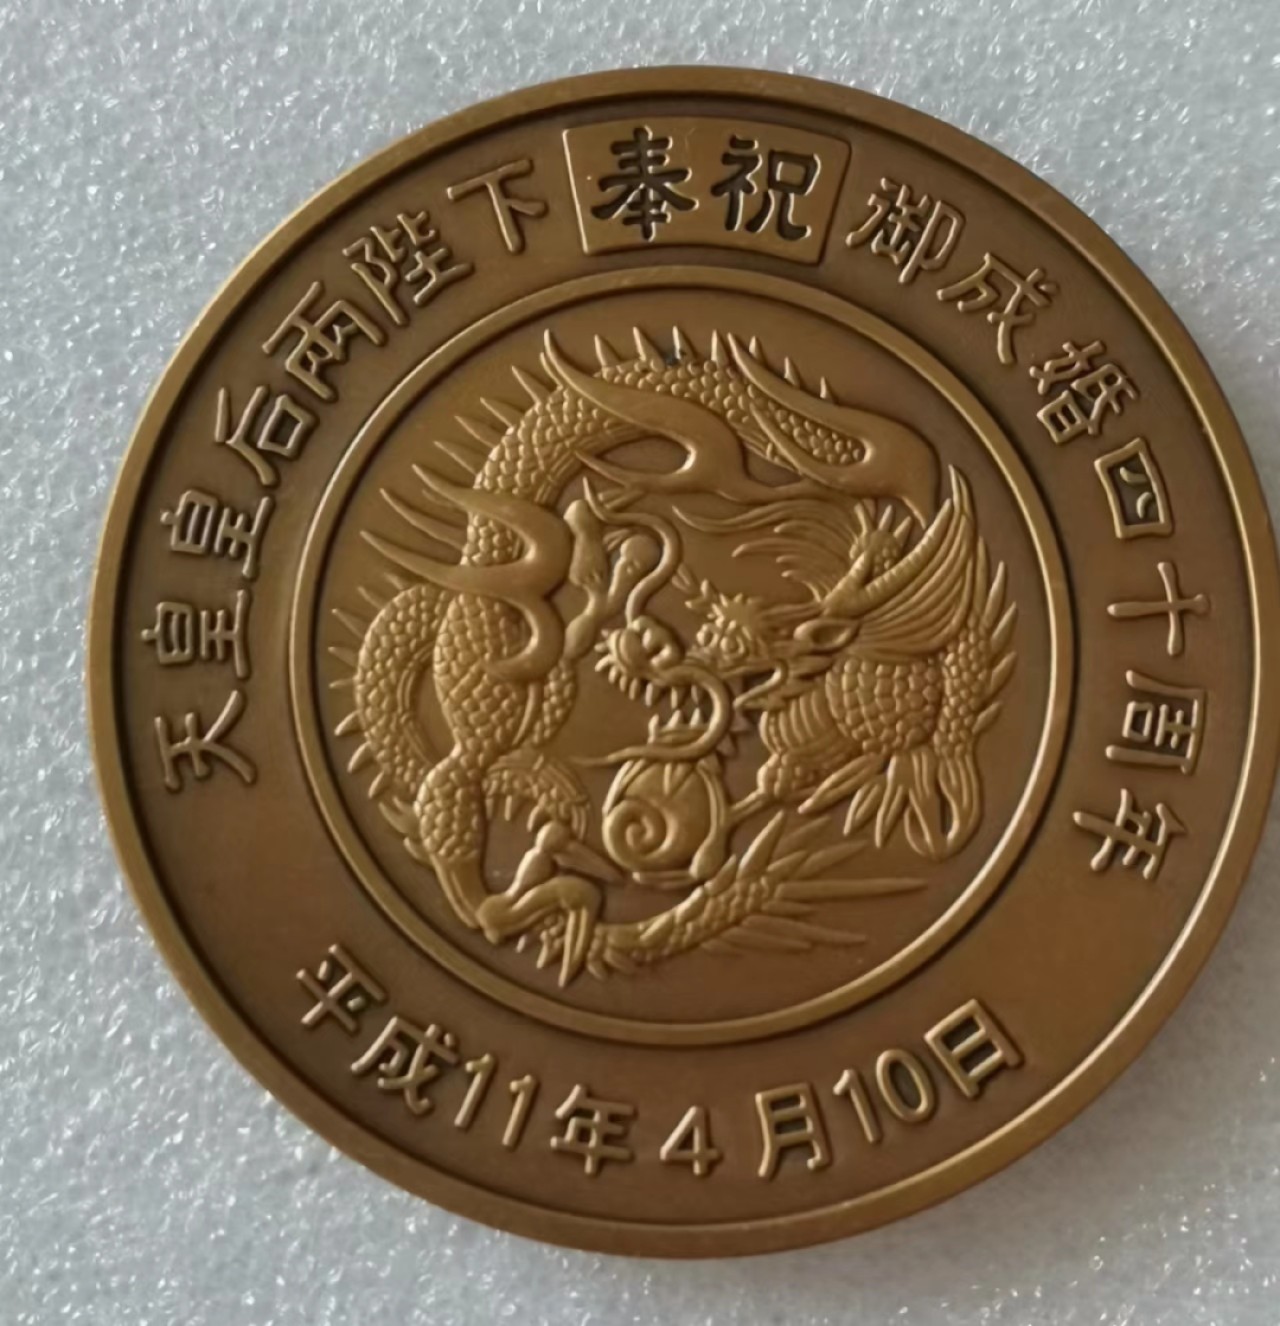 天皇皇后両陛下
奉祝
御成婚四十周年
平成11年4月10日